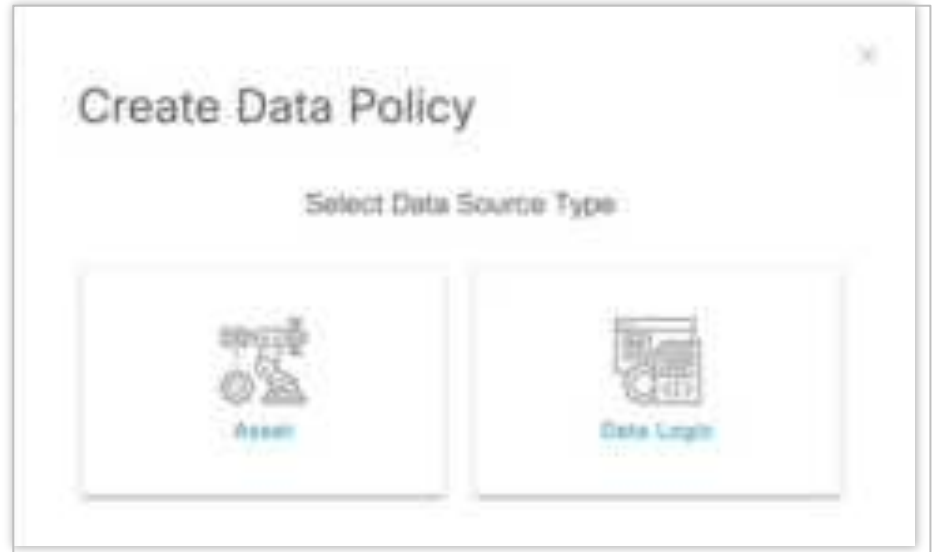 Create Data Policy
Select Data Source Type
Asset
Data Logic